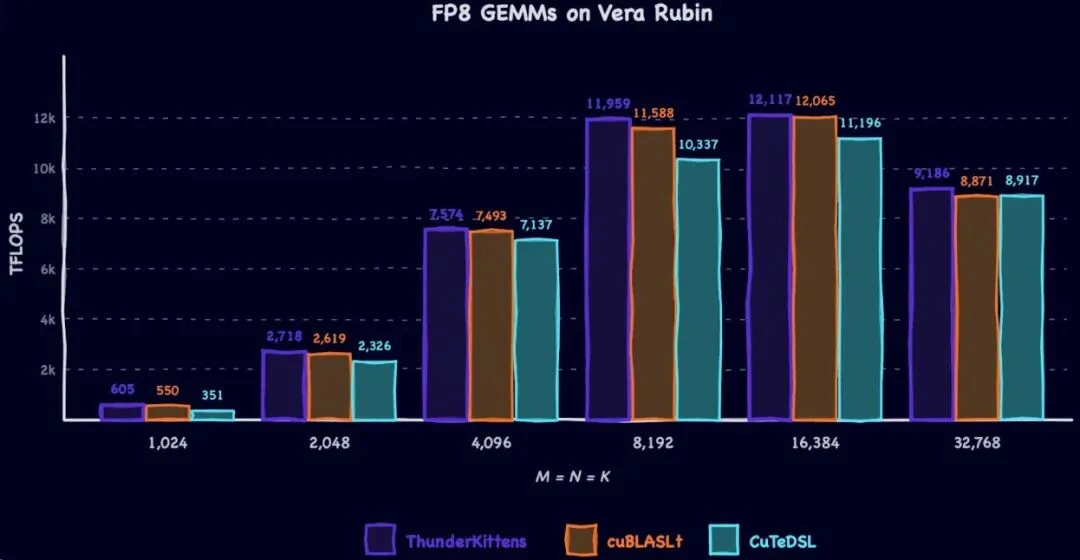 FP8 GEMMs on Vera Rubin
TFLOPS
12k
10k
8k
6k
4k
2k
605 550 351
2,718 2,619 2,326
7,574 7,493 7,137
11,959 11,588 10,337
12,117 12,065 11,196
9,186 8,871 8,917
1,024 2,048 4,096 8,192 16,384 32,768
M = N = K
ThunderKittens cuBLASLt CuTeDSL